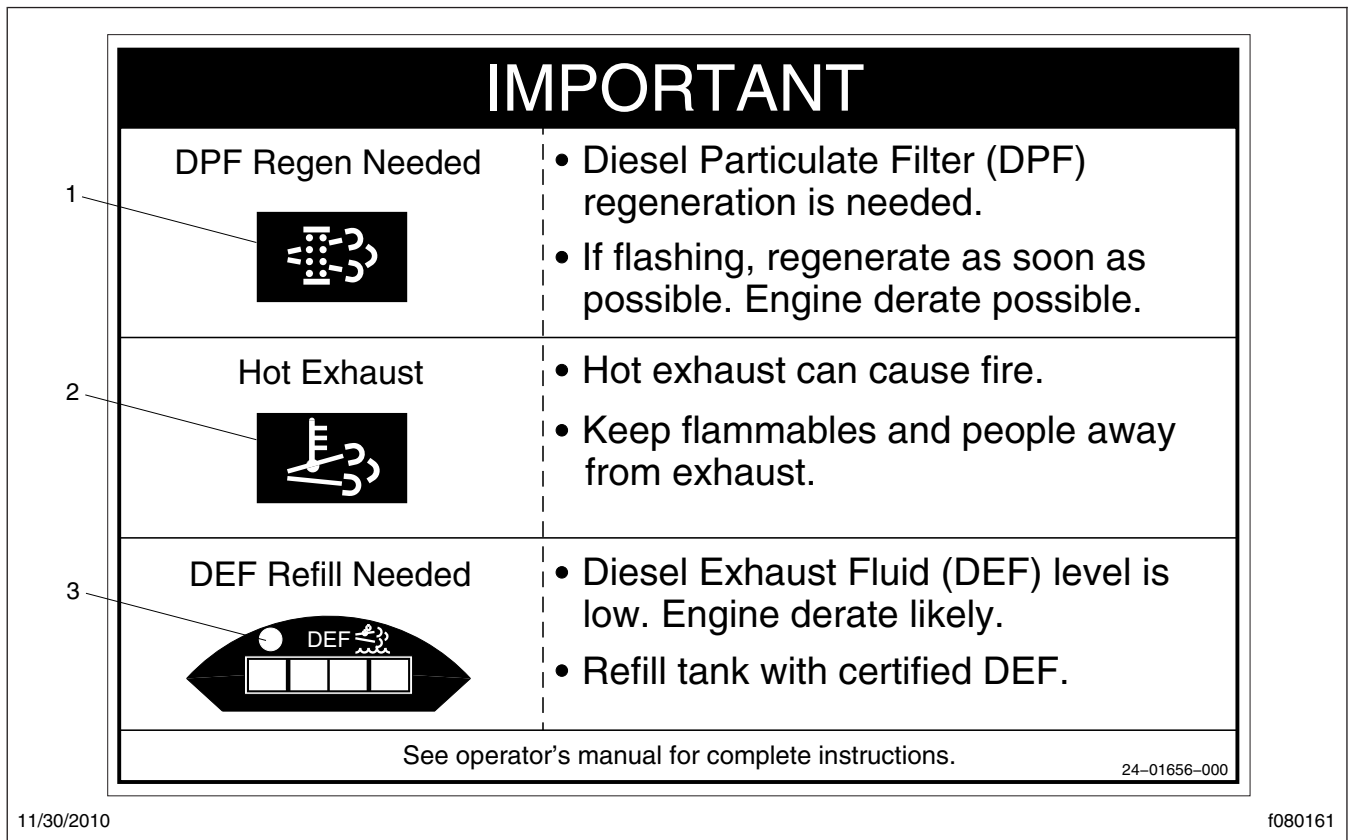 IMPORTANT
DPF Regen Needed
1
• Diesel Particulate Filter (DPF)
regeneration is needed.
• If flashing, regenerate as soon as
possible. Engine derate possible.
Hot Exhaust
2
• Hot exhaust can cause fire.
• Keep flammables and people away
from exhaust.
DEF Refill Needed
3
DEF
• Diesel Exhaust Fluid (DEF) level is
low. Engine derate likely.
• Refill tank with certified DEF.
See operator’s manual for complete instructions.
24–01656–000
11/30/2010
f080161